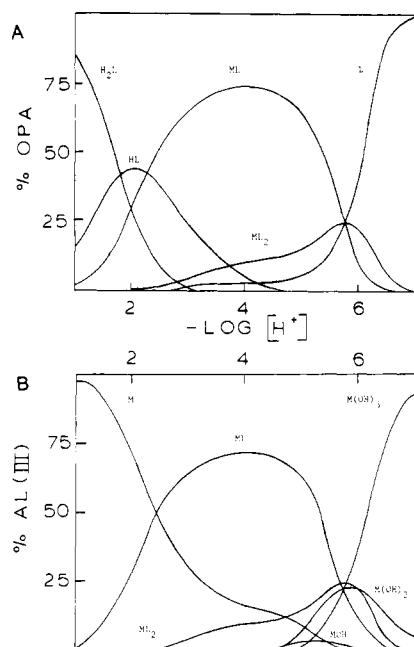 A
H₂L
ML
L
HL
ML₂
% OPA
75
50
25
2
4
6
-LOG [H⁺]
B
2
4
6
M
M(OH)₃
ML
% AL (III)
75
50
25
ML₂
MOH
M(OH)₂